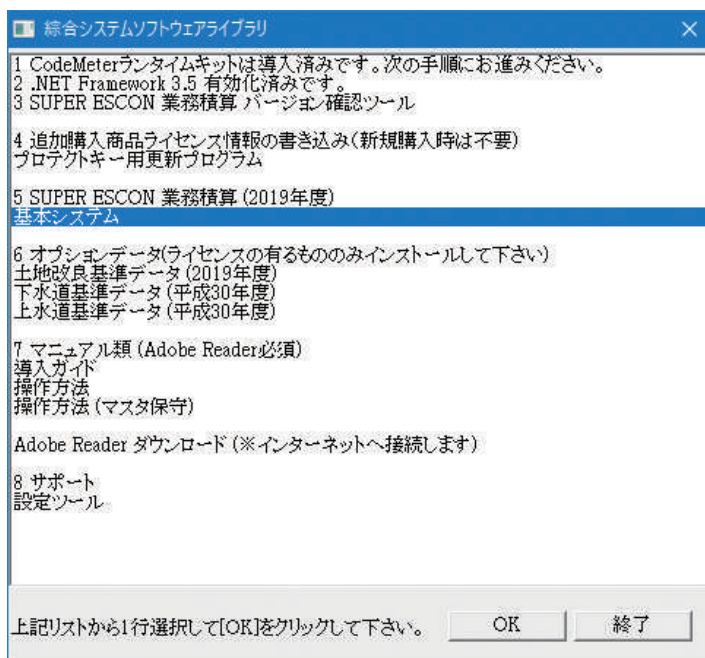 綜合システムソフトウェアライブラリ
1 CodeMeterランタイムキットは導入済みです。次の手順にお進みください。
2 .NET Framework 3.5 有効化済みです。
3 SUPER ESCON 業務積算 バージョン確認ツール
4 追加購入商品ライセンス情報の書き込み(新規購入時は不要)
プロテクトキー用更新プログラム
5 SUPER ESCON 業務積算 (2019年度)
基本システム
6 オプションデータ(ライセンスの有るもののみインストールして下さい)
土地改良基準データ (2019年度)
下水道基準データ (平成30年度)
上水道基準データ (平成30年度)
7 マニュアル類 (Adobe Reader必須)
導入ガイド
操作方法
操作方法 (マスタ保守)
Adobe Reader ダウンロード (※インターネットへ接続します)
8 サポート
設定ツール
上記リストから1行選択して[OK]をクリックして下さい。 OK 終了